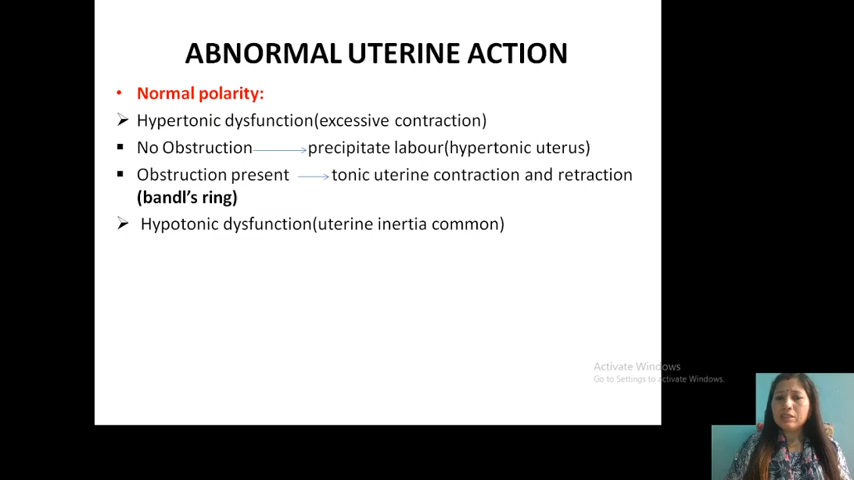 ABNORMAL UTERINE ACTION
• Normal polarity:
➢ Hypertonic dysfunction(excessive contraction)
▪ No Obstruction → precipitate labour(hypertonic uterus)
▪ Obstruction present → tonic uterine contraction and retraction
(bandl's ring)
➢ Hypotonic dysfunction(uterine inertia common)
Activate Windows
Go to Settings to activate Windows.